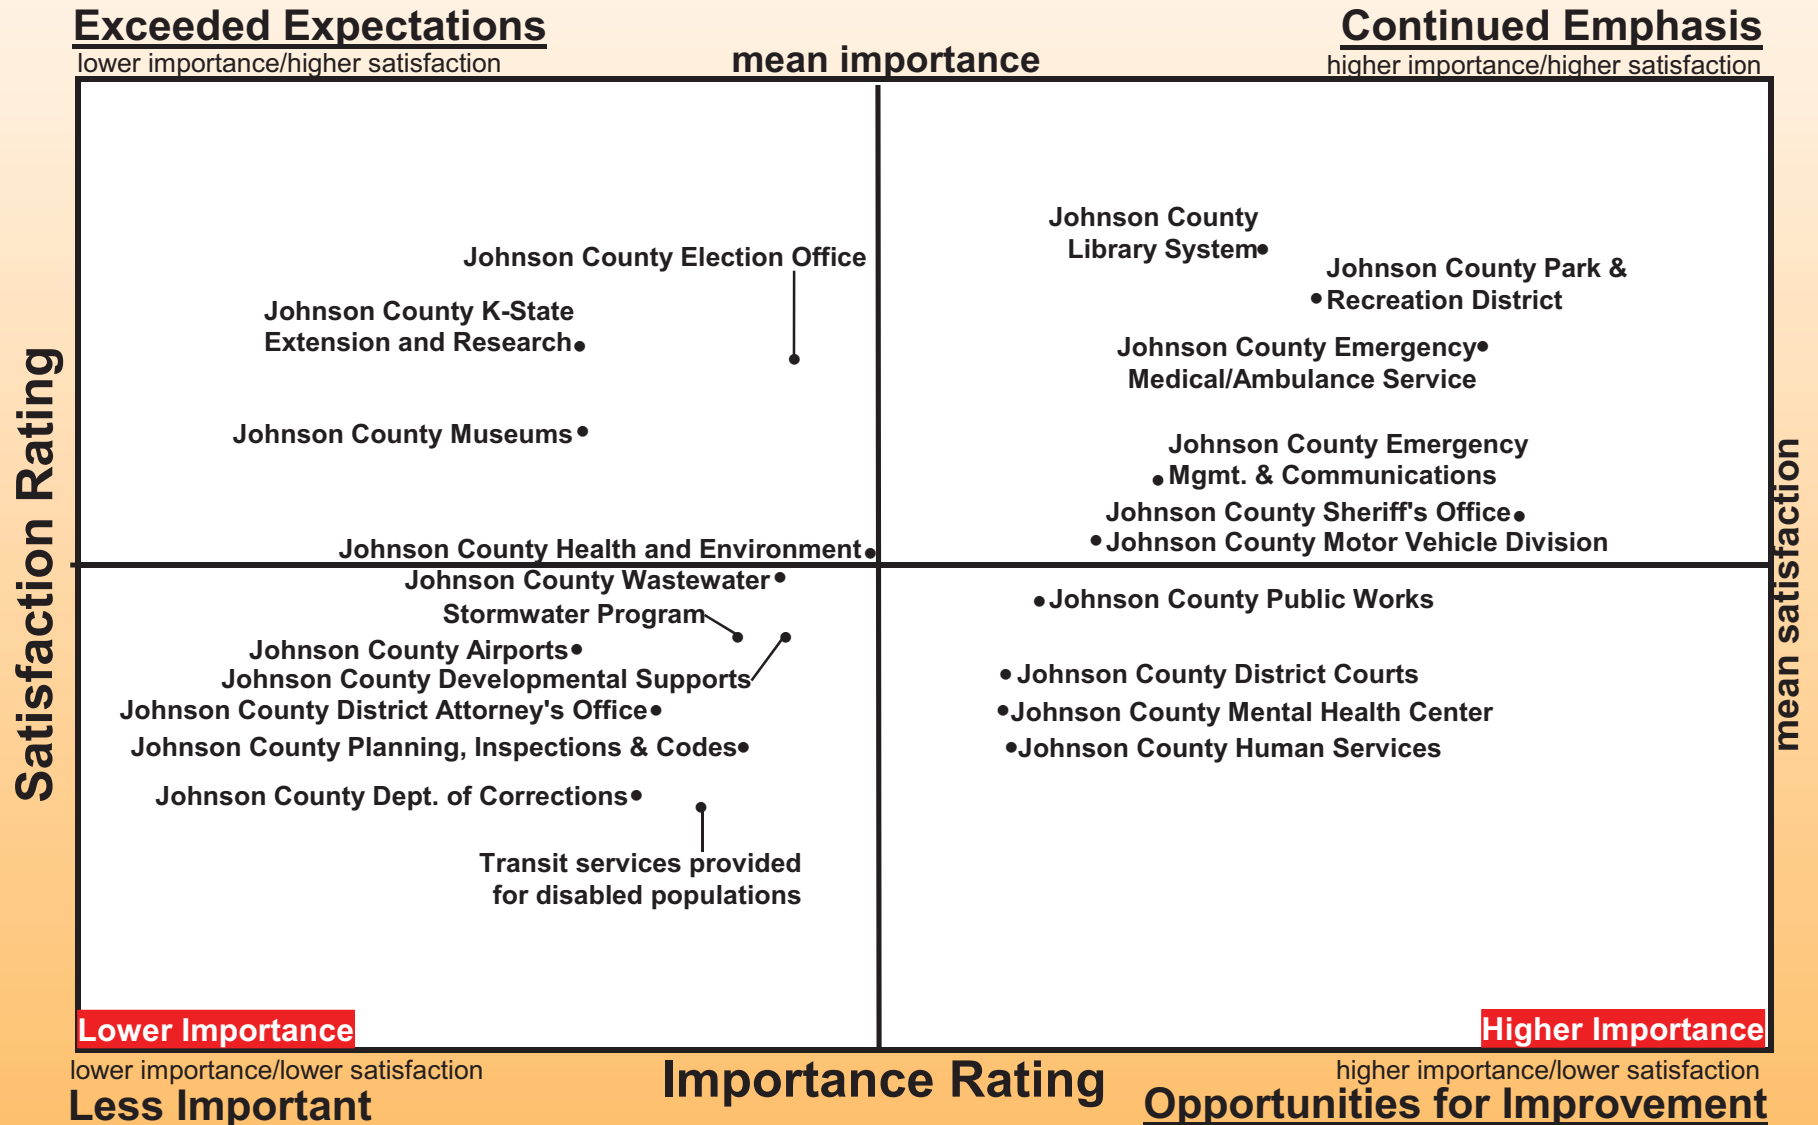 Exceeded Expectations
lower importance/higher satisfaction
mean importance
Continued Emphasis
higher importance/higher satisfaction
Satisfaction Rating
Johnson County Election Office
Johnson County K-State
Extension and Research
Johnson County Museums
Johnson County Health and Environment
Johnson County
Library System
Johnson County Park &
Recreation District
Johnson County Emergency
Medical/Ambulance Service
Johnson County Emergency
Mgmt. & Communications
Johnson County Sheriff's Office
Johnson County Motor Vehicle Division
mean satisfaction
Johnson County Wastewater
Stormwater Program
Johnson County Airports
Johnson County Developmental Supports
Johnson County District Attorney's Office
Johnson County Planning, Inspections & Codes
Johnson County Dept. of Corrections
Transit services provided
for disabled populations
Johnson County Public Works
Johnson County District Courts
Johnson County Mental Health Center
Johnson County Human Services
Lower Importance
Higher Importance
lower importance/lower satisfaction
Less Important
Importance Rating
higher importance/lower satisfaction
Opportunities for Improvement